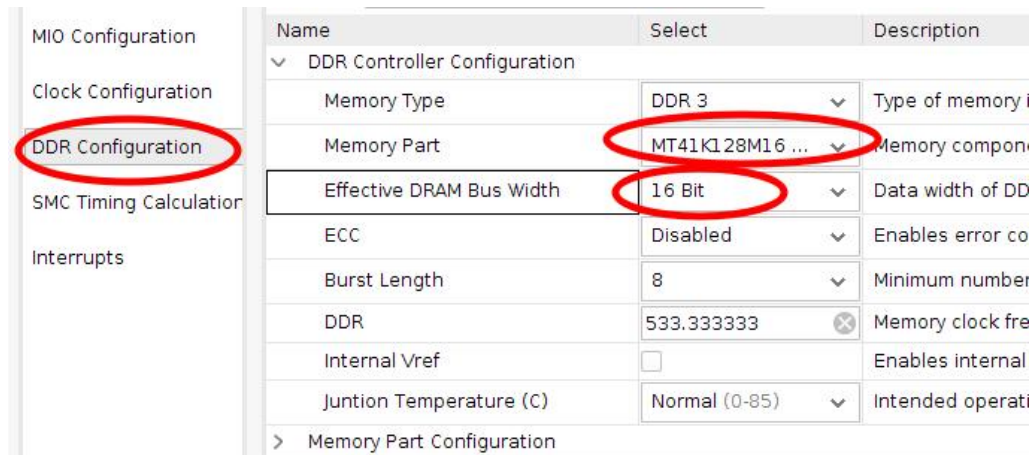 MIO Configuration
Clock Configuration
DDR Configuration
SMC Timing Calculation
Interrupts
Name Select Description
DDR Controller Configuration
Memory Type DDR 3 Type of memory i
Memory Part MT41K128M16 ... Memory compone
Effective DRAM Bus Width 16 Bit Data width of DD
ECC Disabled Enables error co
Burst Length 8 Minimum number
DDR 533.333333 Memory clock fre
Internal Vref Enables internal
Juntion Temperature (C) Normal (0-85) Intended operati
Memory Part Configuration